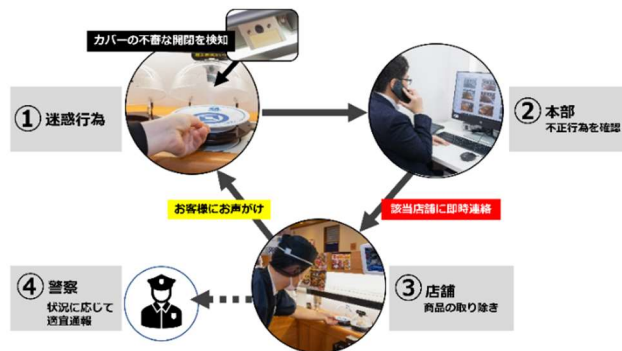 カバーの不審な開閉を検知
① 迷惑行為
② 本部
不正行為を確認
お客様にお声がけ
該当店舗に即時連絡
④ 警察
状況に応じて
適宜通報
③ 店舗
商品の取り除き